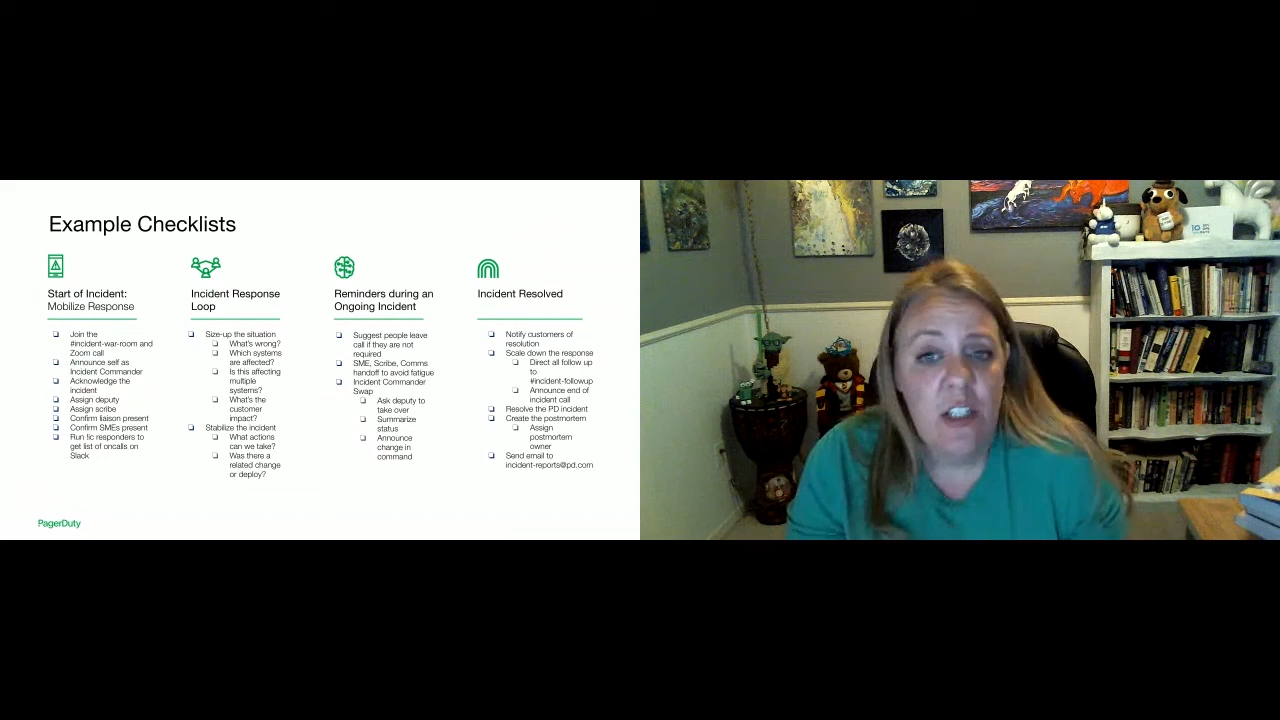 Example Checklists
Start of Incident:
Mobilize Response
Join the
#incident-war-room and
Zoom call
Announce self as
Incident Commander
Acknowledge the
incident
Assign deputy
Assign scribe
Confirm liaison present
Confirm SMEs present
Run !ic responders to
get list of oncalls on
Slack
Incident Response
Loop
Size-up the situation
What's wrong?
Which systems
are affected?
Is this affecting
multiple
systems?
What's the
customer
impact?
Stabilize the incident
What actions
can we take?
Was there a
related change
or deploy?
Reminders during an
Ongoing Incident
Suggest people leave
call if they are not
required
SME, Scribe, Comms
handoff to avoid fatigue
Incident Commander
Swap
Ask deputy to
take over
Summarize
status
Announce
change in
command
Incident Resolved
Notify customers of
resolution
Scale down the response
Direct all follow up
to
#incident-followup
Announce end of
incident call
Resolve the PD incident
Create the postmortem
Assign
postmortem
owner
Send email to
incident-reports@pd.com
PagerDuty